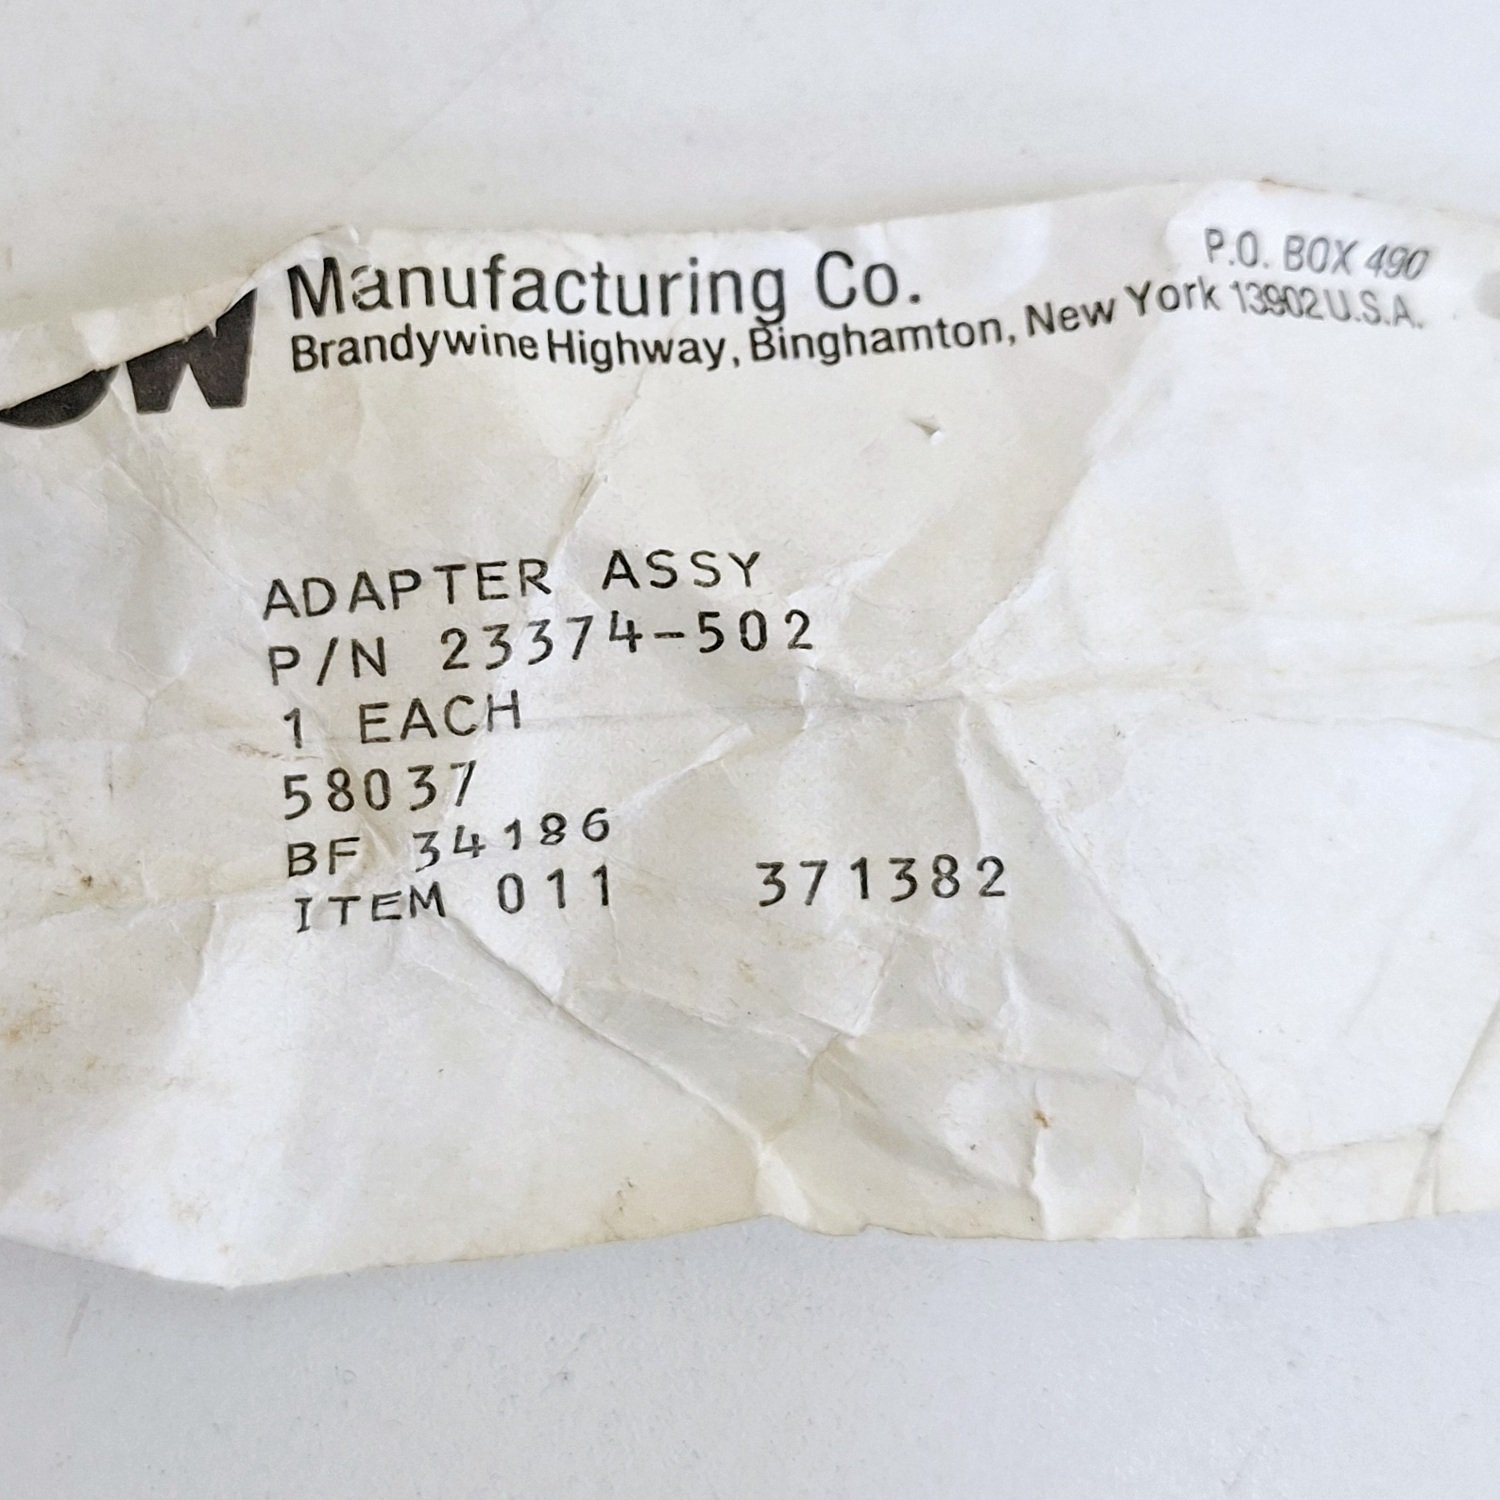 Manufacturing Co.
P.O. BOX 490
Brandywine Highway, Binghamton, New York 13902 U.S.A.
ADAPTER ASSY
P/N 23374-502
1 EACH
58037
BF 34186
ITEM 011 371382